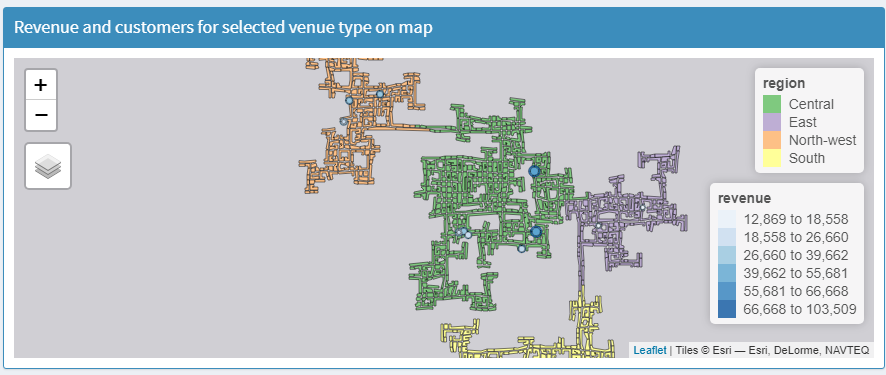 Revenue and customers for selected venue type on map
+
−
region
Central
East
North-west
South
revenue
12,869 to 18,558
18,558 to 26,660
26,660 to 39,662
39,662 to 55,681
55,681 to 66,668
66,668 to 103,509
Leaflet | Tiles © Esri — Esri, DeLorme, NAVTEQ